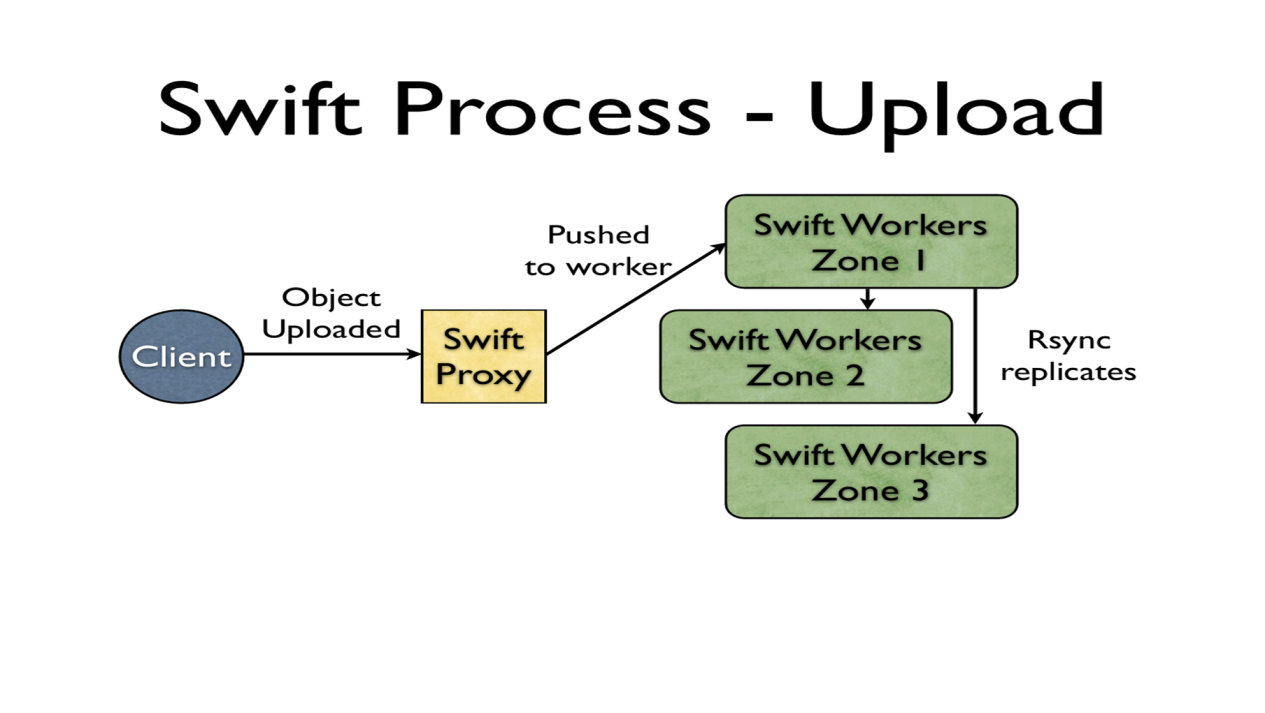 Swift Process - Upload
Client
Object
Uploaded
Swift
Proxy
Pushed
to worker
Swift Workers
Zone 1
Swift Workers
Zone 2
Swift Workers
Zone 3
Rsync
replicates